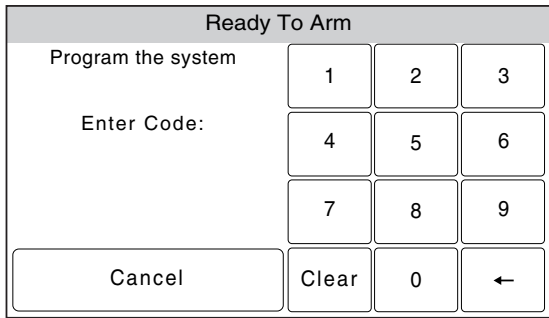 Ready To Arm
Program the system
1 2 3
Enter Code:
4 5 6
7 8 9
Cancel Clear 0 ←